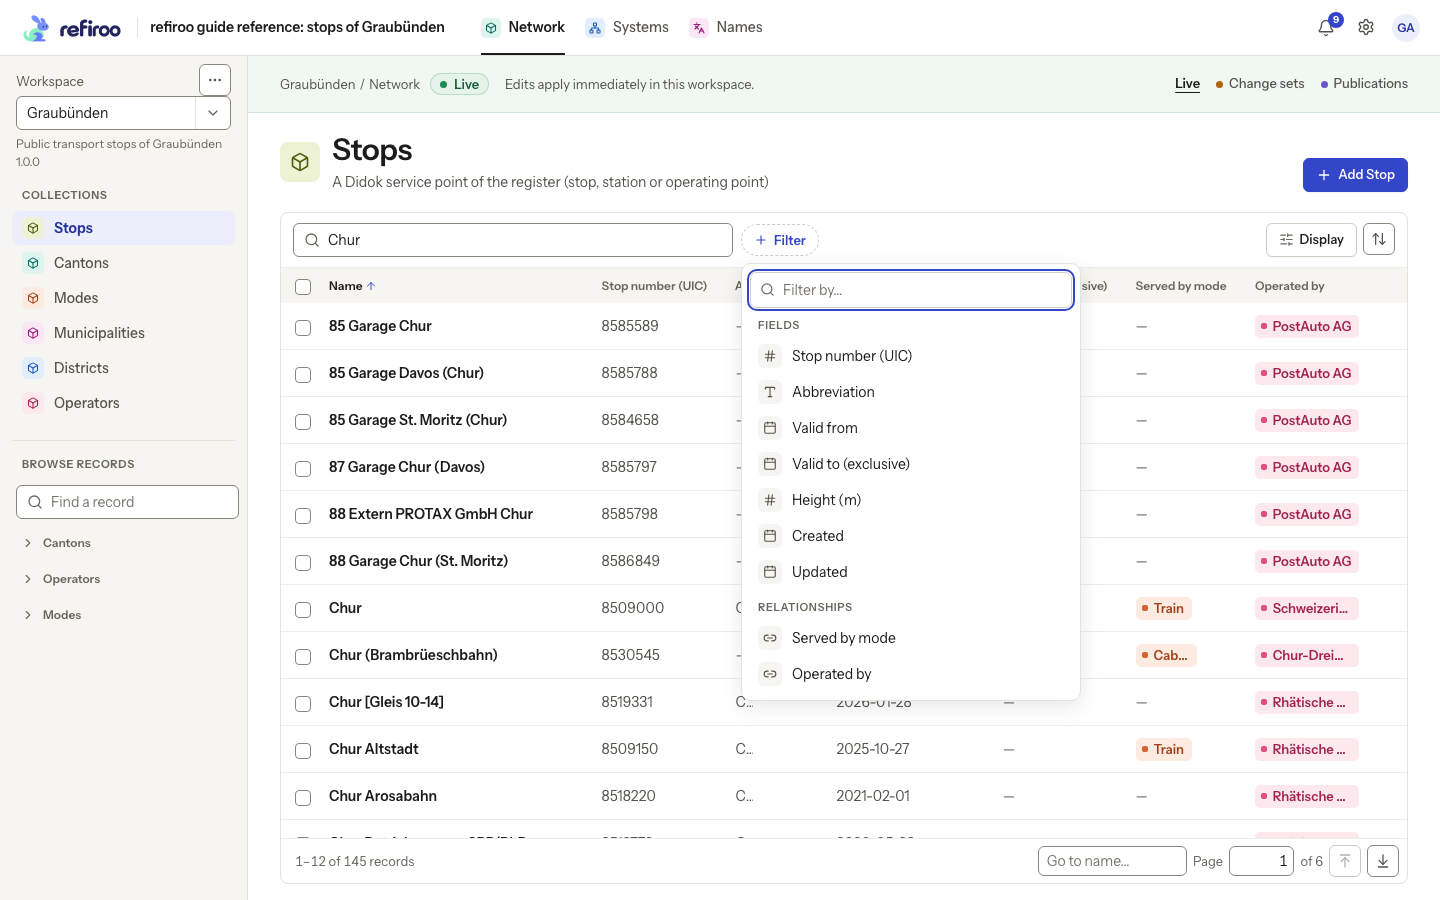 refiroo
refiroo guide reference: stops of Graubünden
Network
Systems
Names
9
GA
Workspace
Graubünden
Public transport stops of Graubünden
1.0.0
COLLECTIONS
Stops
Cantons
Modes
Municipalities
Districts
Operators
BROWSE RECORDS
Find a record
Cantons
Operators
Modes
Graubünden / Network
Live
Edits apply immediately in this workspace.
Live
Change sets
Publications
Stops
A Didok service point of the register (stop, station or operating point)
Add Stop
Chur
Filter
Display
Name Stop number (UIC) sive) Served by mode Operated by
85 Garage Chur 8585589 — PostAuto AG
85 Garage Davos (Chur) 8585788 — PostAuto AG
85 Garage St. Moritz (Chur) 8584658 — PostAuto AG
87 Garage Chur (Davos) 8585797 — PostAuto AG
88 Extern PROTAX GmbH Chur 8585798 — PostAuto AG
88 Garage Chur (St. Moritz) 8586849 — PostAuto AG
Chur 8509000 Train Schweizeri...
Chur (Brambrüeschbahn) 8530545 Cab... Chur-Drei...
Chur [Gleis 10-14] 8519331 C... 2026-01-28 — — Rhätische ...
Chur Altstadt 8509150 C... 2025-10-27 — Train Rhätische ...
Chur Arosabahn 8518220 C... 2021-02-01 — — Rhätische ...
Filter by...
FIELDS
Stop number (UIC)
Abbreviation
Valid from
Valid to (exclusive)
Height (m)
Created
Updated
RELATIONSHIPS
Served by mode
Operated by
1–12 of 145 records
Go to name...
Page
1
of 6